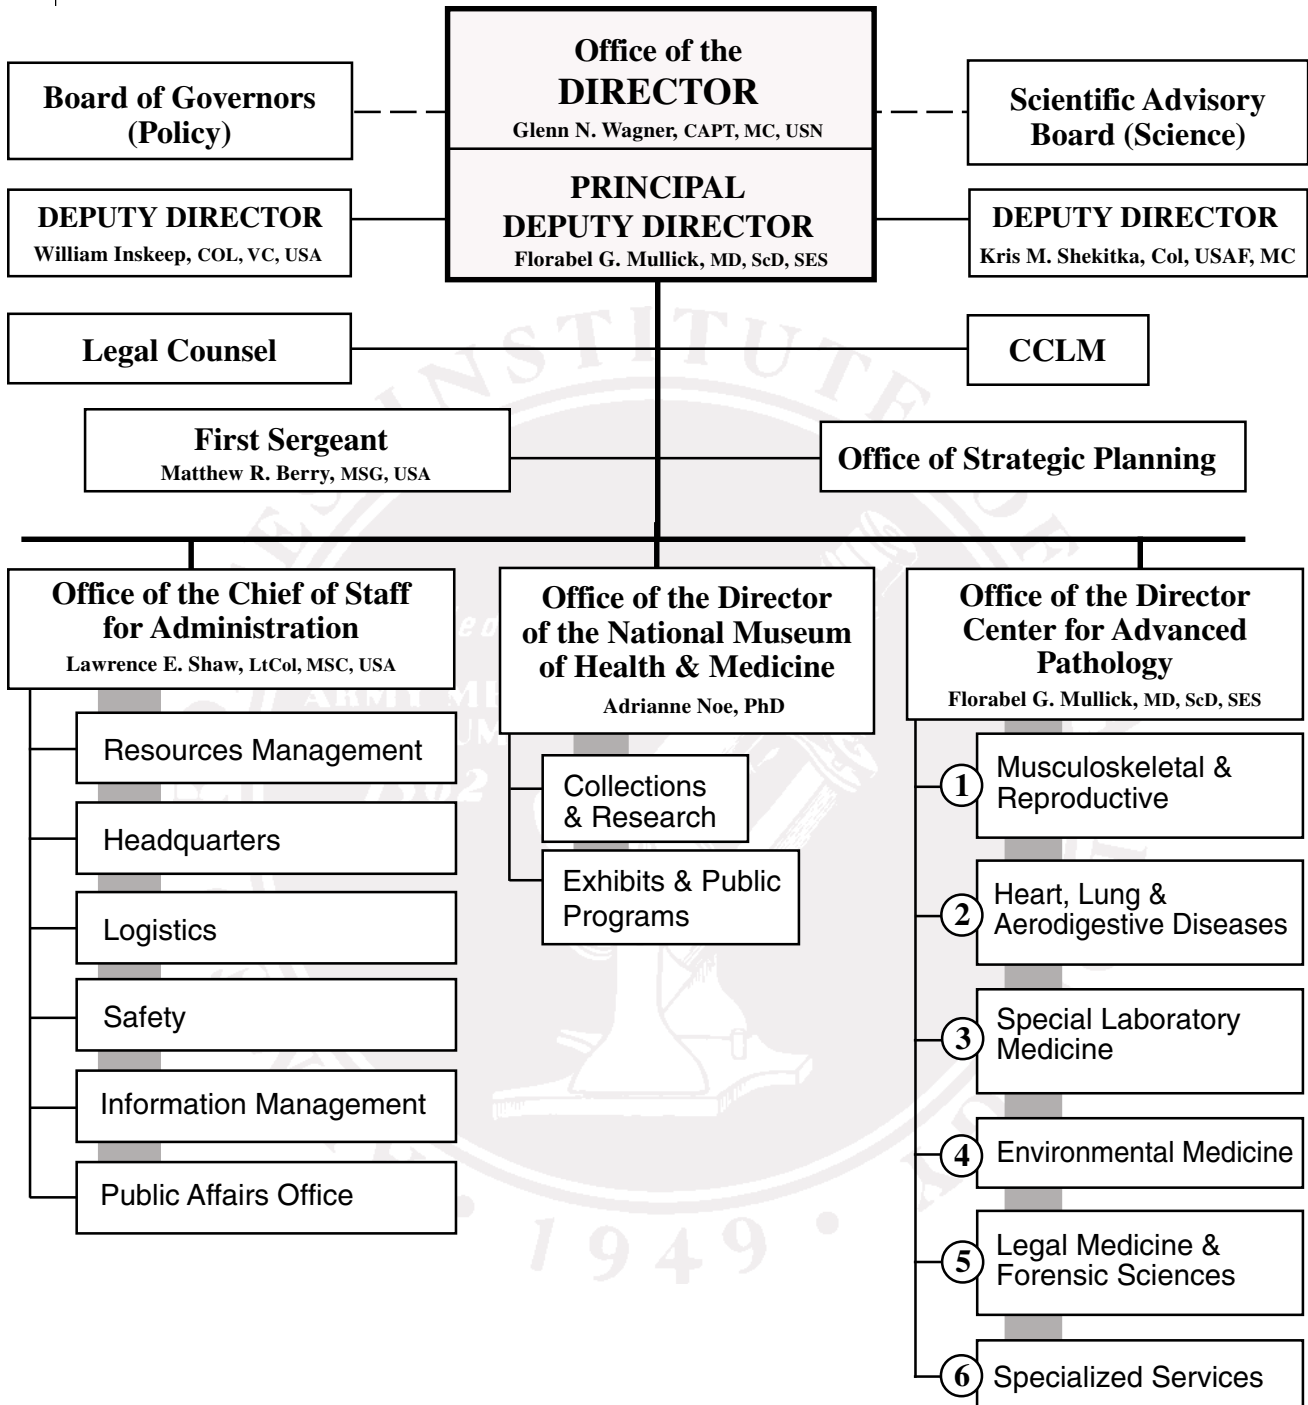 Office of the
DIRECTOR
Glenn N. Wagner, CAPT, MC, USN
Board of Governors
(Policy)
Scientific Advisory
Board (Science)
PRINCIPAL
DEPUTY DIRECTOR
Florabel G. Mullick, MD, ScD, SES
DEPUTY DIRECTOR
William Inskeep, COL, VC, USA
DEPUTY DIRECTOR
Kris M. Shekitka, Col, USAF, MC
Legal Counsel
CCLM
First Sergeant
Matthew R. Berry, MSG, USA
Office of Strategic Planning
Office of the Chief of Staff
for Administration
Lawrence E. Shaw, LtCol, MSC, USA
Resources Management
Headquarters
Logistics
Safety
Information Management
Public Affairs Office
Office of the Director
of the National Museum
of Health & Medicine
Adrianne Noe, PhD
Collections
& Research
Exhibits & Public
Programs
Office of the Director
Center for Advanced
Pathology
Florabel G. Mullick, MD, ScD, SES
1 Musculoskeletal &
Reproductive
2 Heart, Lung &
Aerodigestive Diseases
3 Special Laboratory
Medicine
4 Environmental Medicine
5 Legal Medicine &
Forensic Sciences
6 Specialized Services
INSTITUTE OF
ARMY
1949